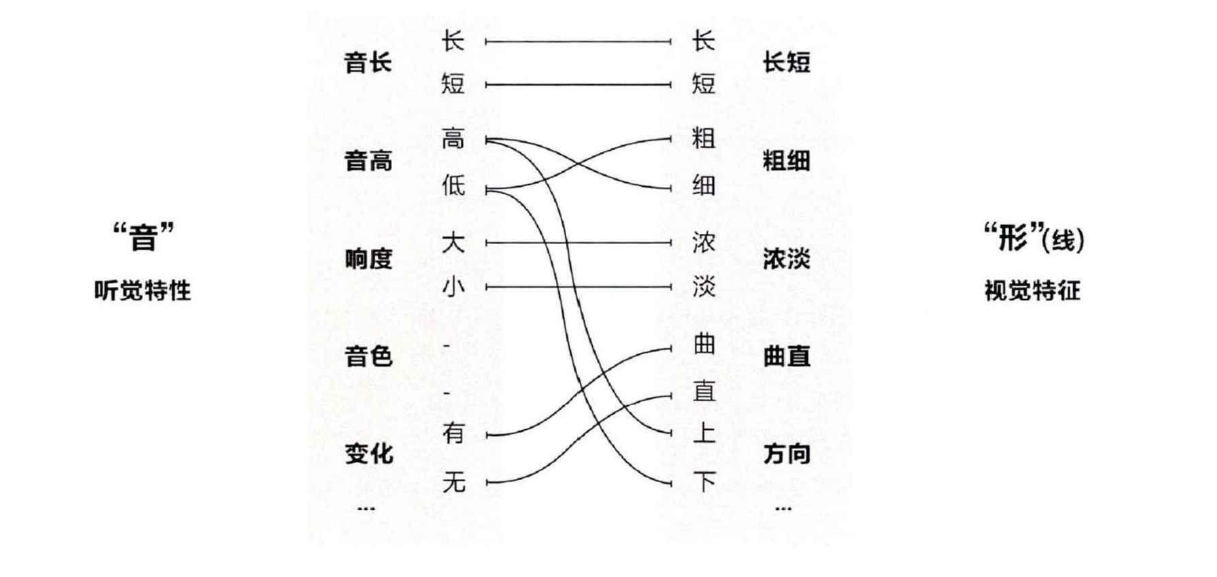 长 长
音长 长短
短 短
高 粗
音高 粗细
低 细
“音” “形”(线)
大 浓
响度 浓淡
听觉特性 小 淡 视觉特征
- 曲
音色 曲直
- 直
有 上
变化 方向
无 下
... ...